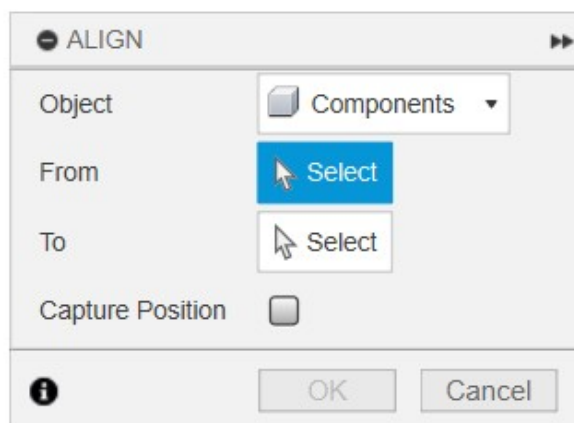 ALIGN
Object Components
From Select
To Select
Capture Position
OK Cancel